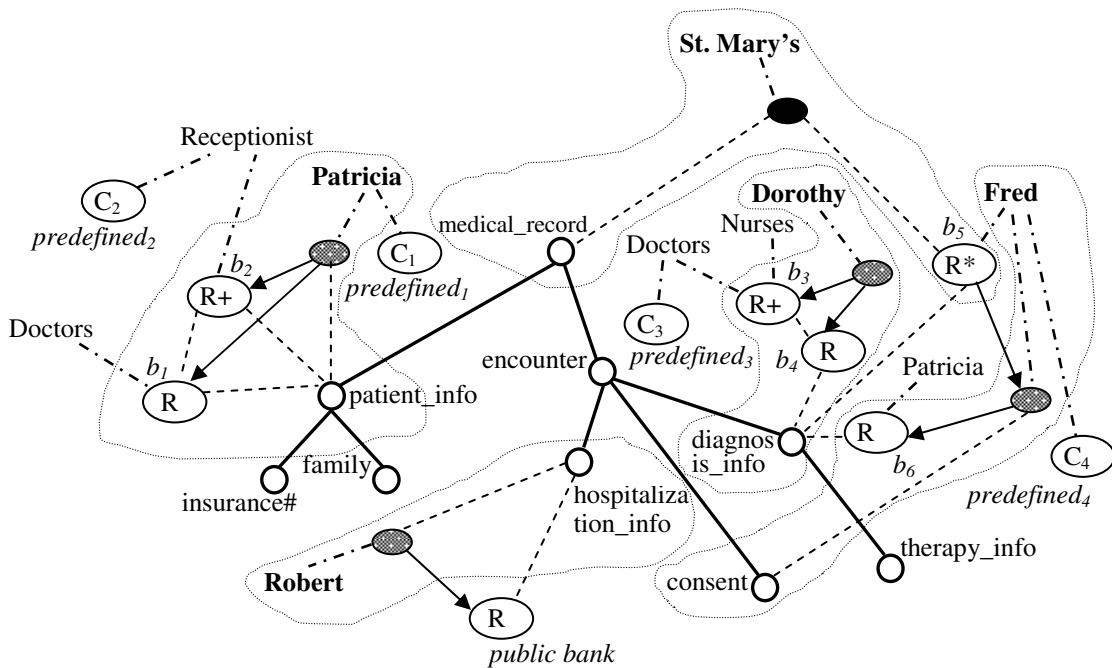 St. Mary's
Receptionist
Patricia
Dorothy
Fred
C2
predefined2
medical_record
Nurses
b5
C1
predefined1
Doctors
b2
R+
b3
R+
R*
C3
predefined3
Doctors
b1
R
encounter
b4
R
Patricia
patient_info
R
b6
diagnos
is_info
C4
predefined4
family
insurance#
hospitaliza
tion_info
therapy_info
Robert
consent
R
public bank